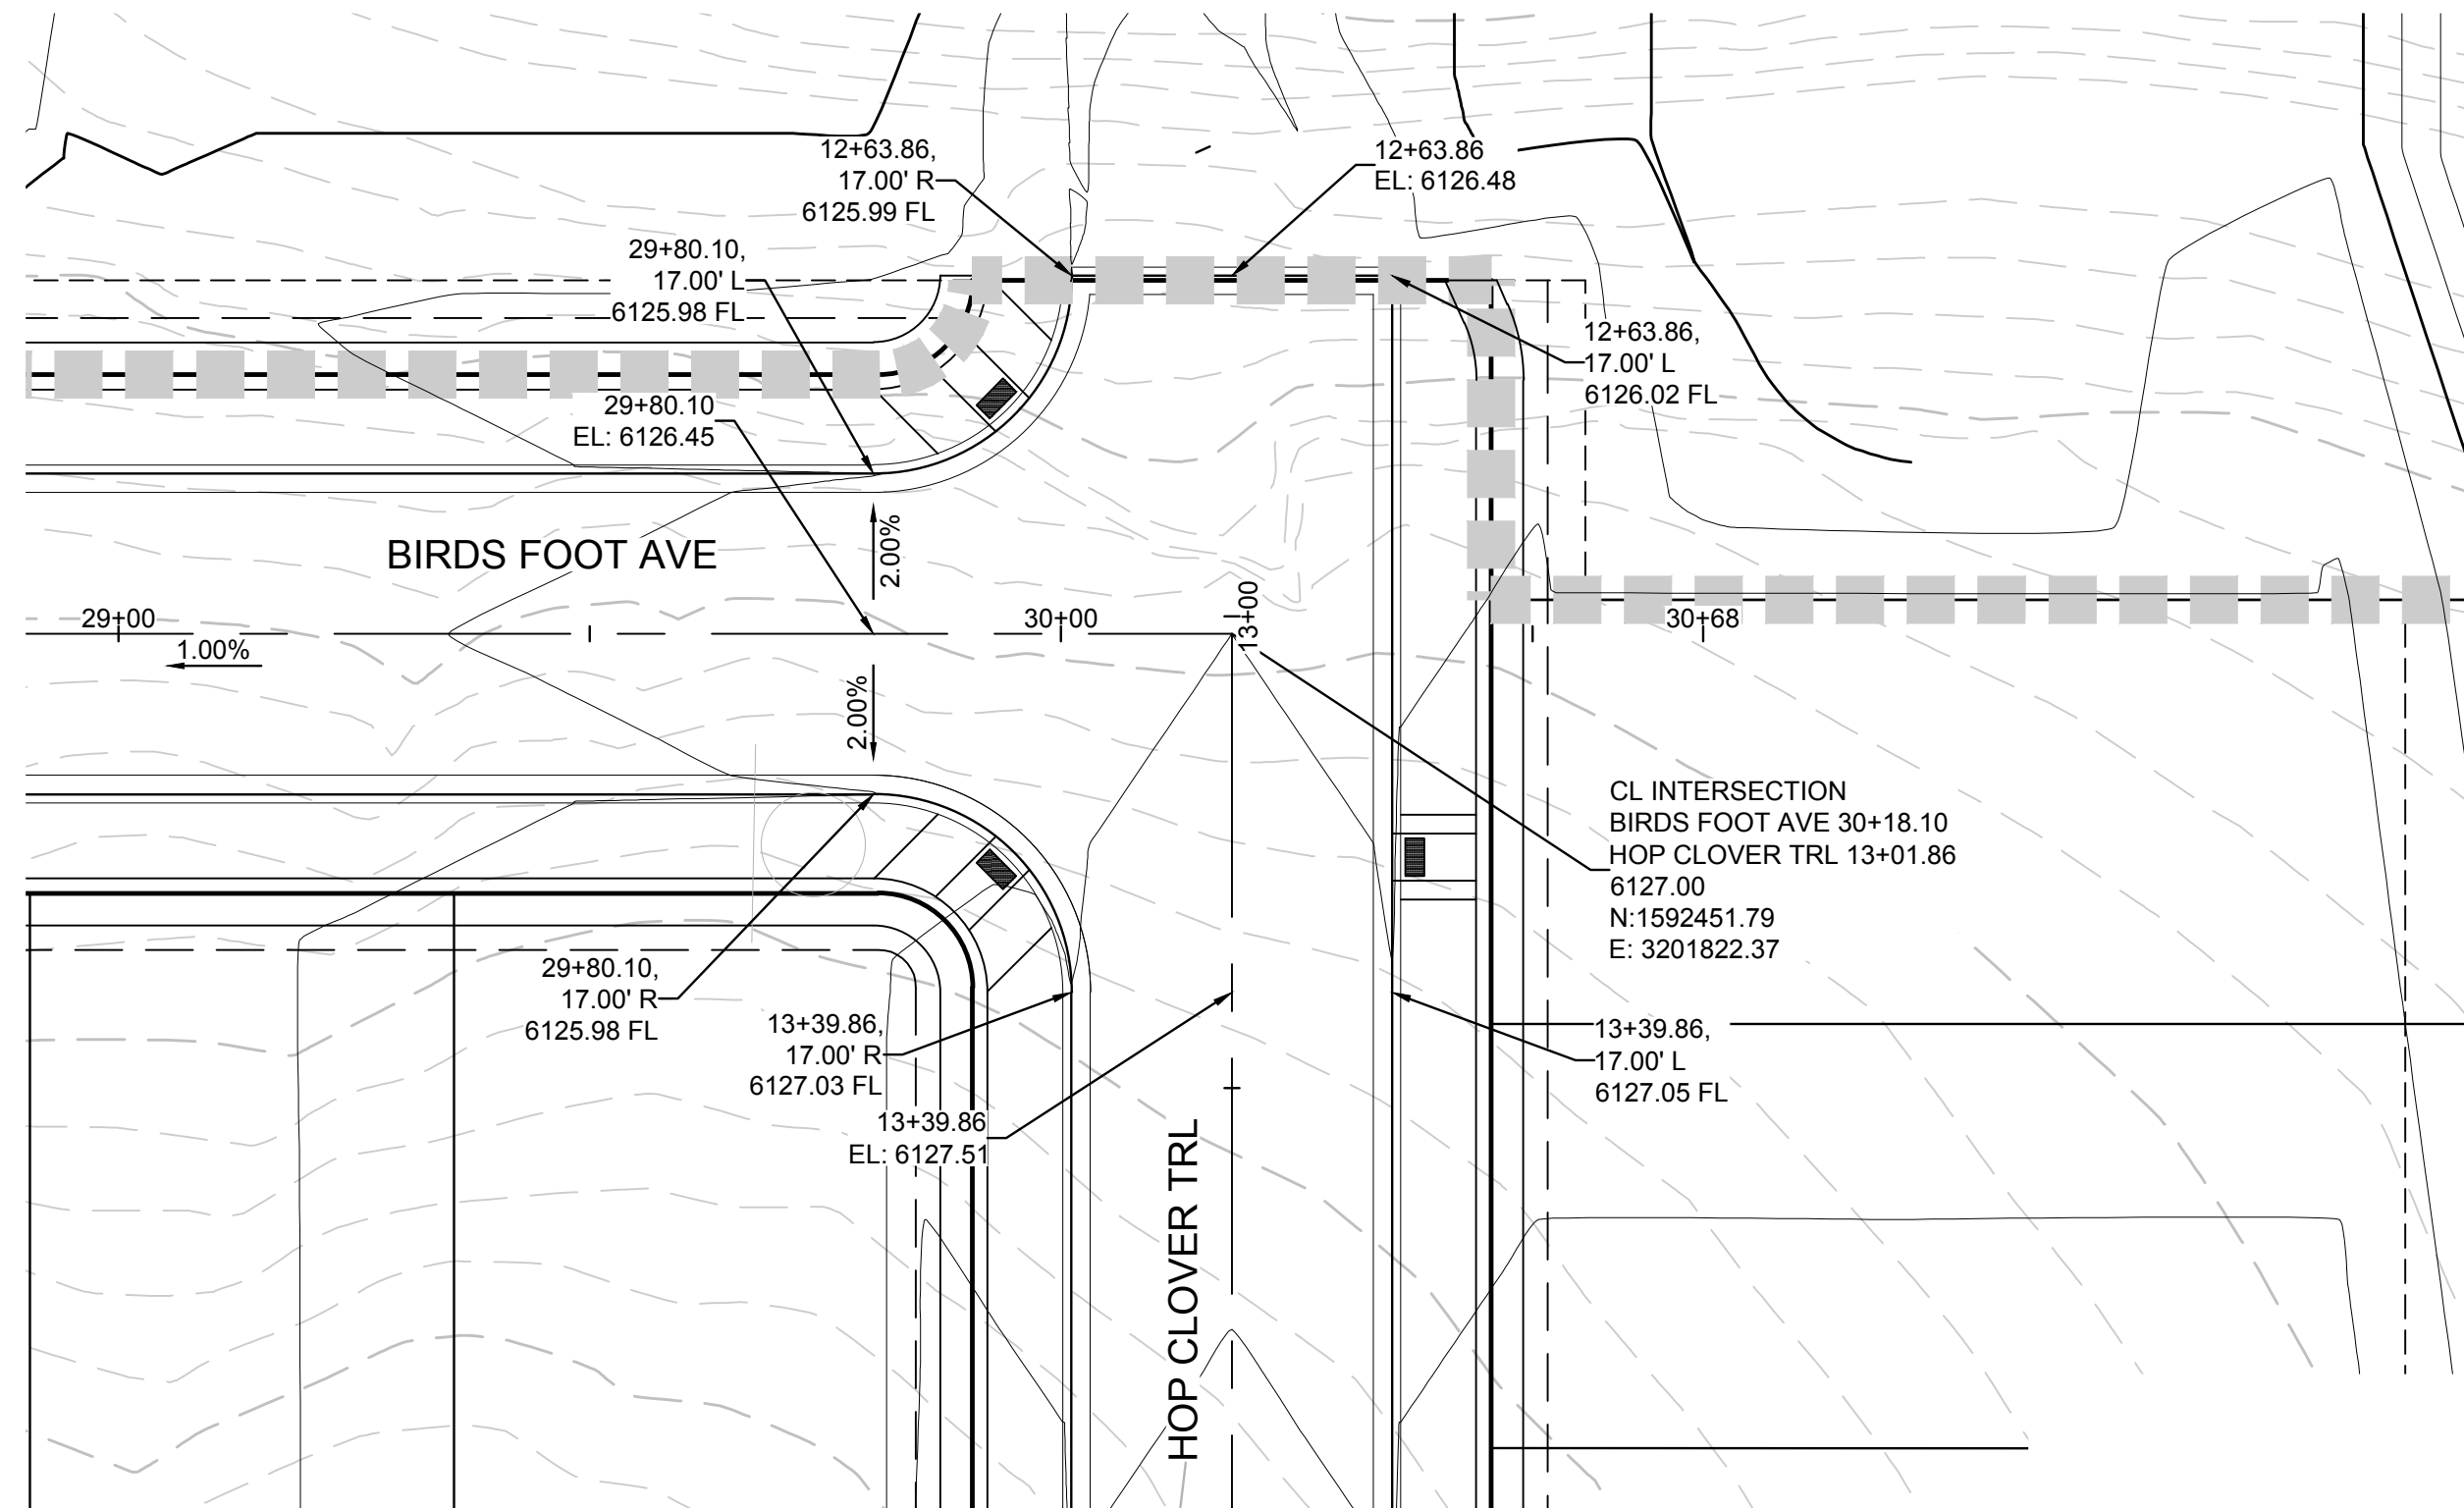 12+63.86,
17.00' R
6125.99 FL
12+63.86
EL: 6126.48
29+80.10,
17.00' L
6125.98 FL
12+63.86,
17.00' L
6126.02 FL
29+80.10
EL: 6126.45
2.00%
BIRDS FOOT AVE
29+00
1.00%
30+00
13+00
30+68
2.00%
CL INTERSECTION
BIRDS FOOT AVE 30+18.10
HOP CLOVER TRL 13+01.86
6127.00
N:1592451.79
E: 3201822.37
29+80.10,
17.00' R
6125.98 FL
13+39.86,
17.00' R
6127.03 FL
13+39.86,
17.00' L
6127.05 FL
13+39.86
EL: 6127.51
HOP CLOVER TRL